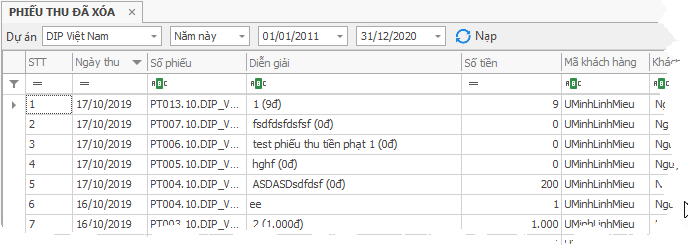 PHIẾU THU ĐÃ XÓA ×
Dự án DIP Việt Nam Năm này 01/01/2011 31/12/2020 Nạp
STT Ngày thu Số phiếu Diễn giải Số tiền Mã khách hàng Khác
= = ABC ABC = ABC ABC
1 17/10/2019 PT013.10.DIP_V... 1 (9đ) 9 UMinhLinhMieu Ng
2 17/10/2019 PT007.10.DIP_V... fsdfdsfdsfsf (0đ) 0 UMinhLinhMieu Ng
3 17/10/2019 PT006.10.DIP_V... test phiếu thu tiền phạt 1 (0đ) 0 UMinhLinhMieu Ngu
4 17/10/2019 PT005.10.DIP_V... hghf (0đ) 0 UMinhLinhMieu Ngu
5 17/10/2019 PT004.10.DIP_V... ASDASDsdfdsf (0đ) 200 UMinhLinhMieu
6 16/10/2019 PT004.10.DIP_V... ee 1 UMinhLinhMieu Ngu
7 16/10/2019 PT003.10.DIP_V... 2 (1.000đ) 1.000 UMinhLinhMieu